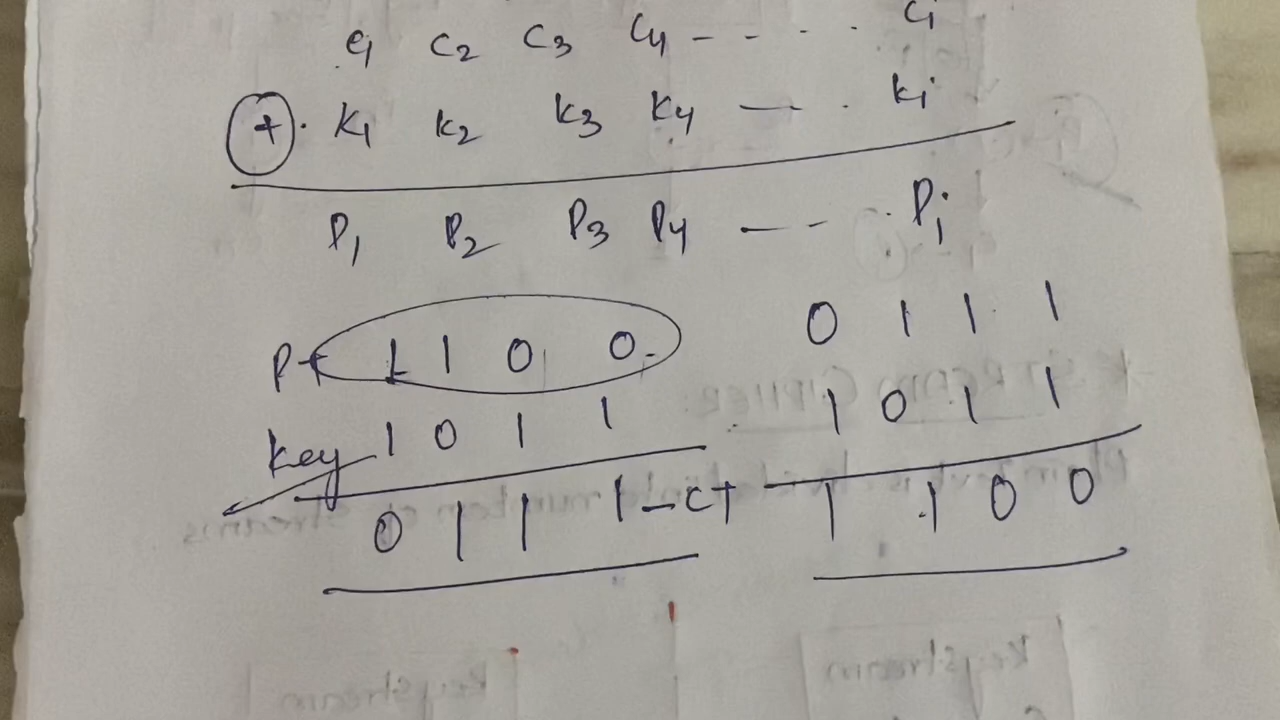 C1 C2 C3 C4 - - - - Ci
⊕ K1 K2 K3 K4 — . Ki
P1 P2 P3 P4 — - Pi
PT 1 1 0 0 0 1 1 1
Key 1 0 1 1 1 0 1 1
0 1 1 1 - CT 1 1 0 0